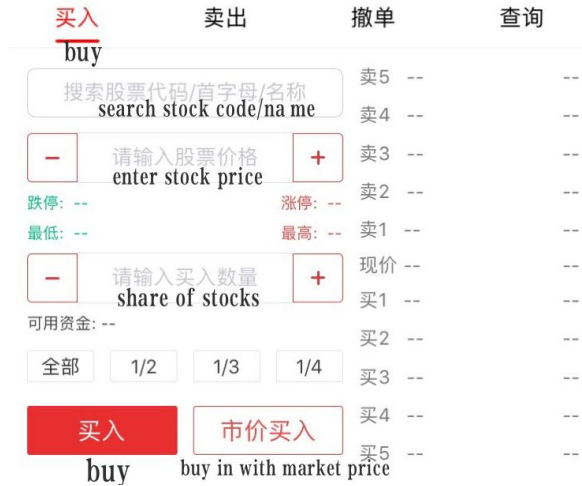 买入 卖出 撤单 查询
buy
搜索股票代码/首字母/名称
search stock code/na me
− 请输入股票价格 +
enter stock price
跌停: -- 涨停: --
最低: -- 最高: --
− 请输入买入数量 +
share of stocks
可用资金: --
全部 1/2 1/3 1/4
买入 市价买入
buy buy in with market price
卖5 -- --
卖4 -- --
卖3 -- --
卖2 -- --
卖1 -- --
现价 -- --
买1 -- --
买2 -- --
买3 -- --
买4 -- --
买5 -- --